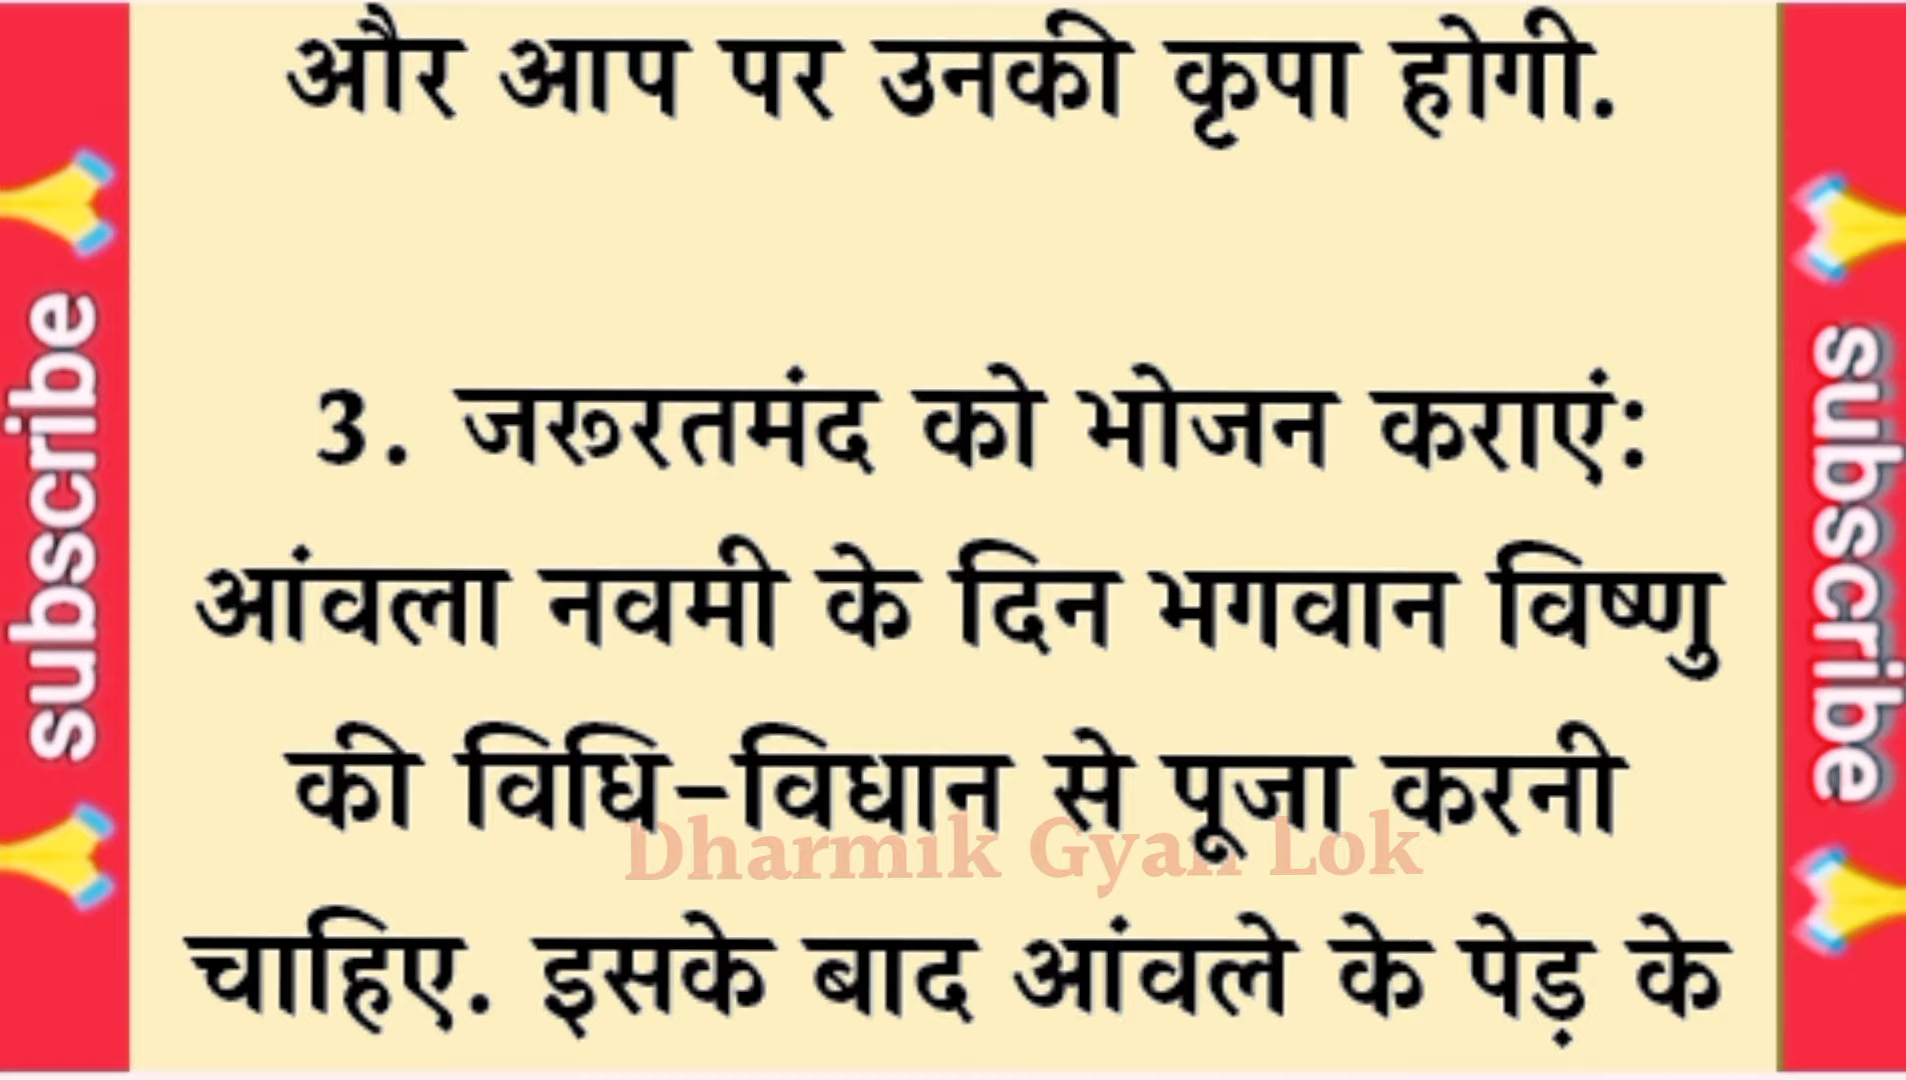 और आप पर उनकी कृपा होगी.
3. जरूरतमंद को भोजन कराएं:
आंवला नवमी के दिन भगवान विष्णु
की विधि-विधान से पूजा करनी
Dharmik Gyan Lok
चाहिए. इसके बाद आंवले के पेड़ के
subscribe
subscribe